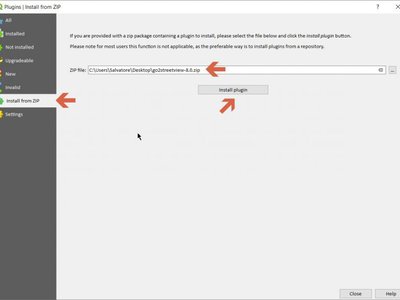 Plugins | Install from ZIP
All
Installed
Not installed
Upgradeable
New
Invalid
Install from ZIP
Settings
If you are provided with a zip package containing a plugin to install, please select the file below and click the install plugin button.
Please note for most users this function is not applicable, as the preferable way is to install plugins from a repository.
ZIP file: C:\Users\Salvatore\Desktop\go2streetview-8.0.zip ...
Install plugin
Close Help